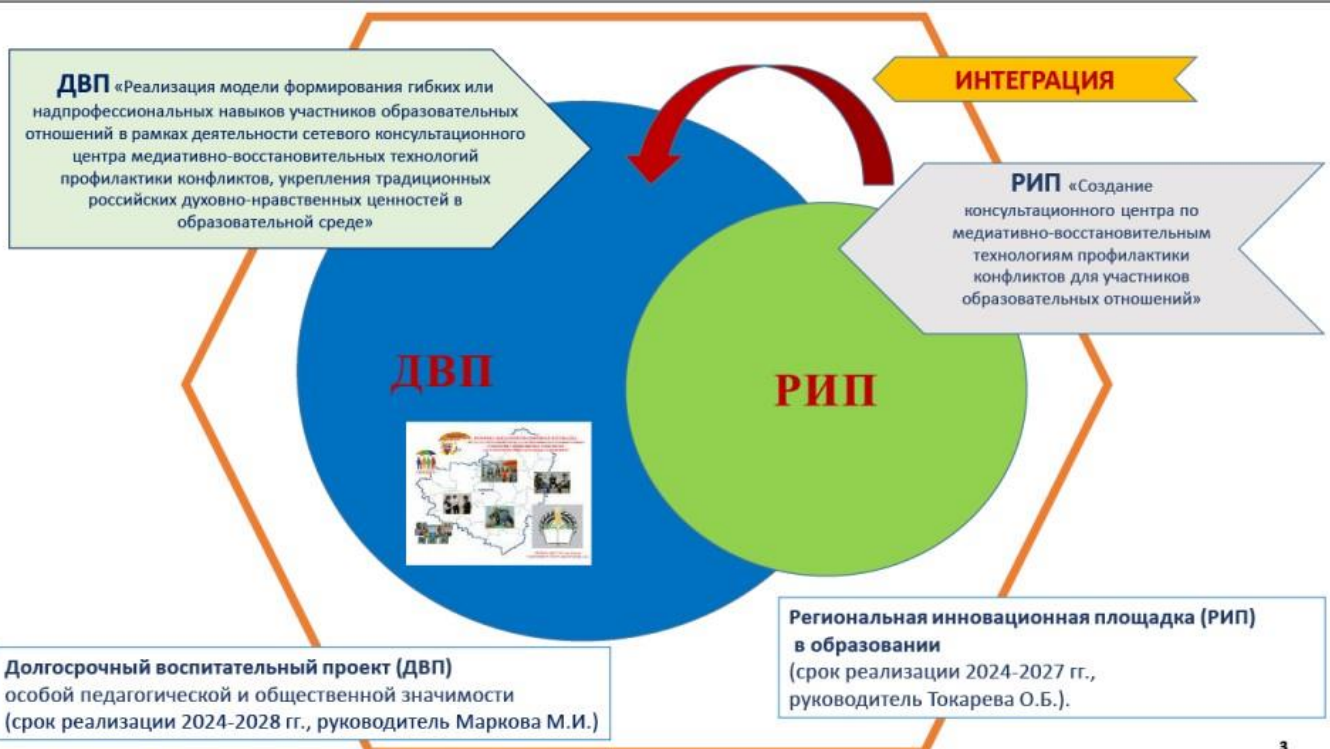 ДВП «Реализация модели формирования гибких или
надпрофессиональных навыков участников образовательных
отношений в рамках деятельности сетевого консультационного
центра медиативно-восстановительных технологий
профилактики конфликтов, укрепления традиционных
российских духовно-нравственных ценностей в
образовательной среде»
ИНТЕГРАЦИЯ
РИП «Создание
консультационного центра по
медиативно-восстановительным
технологиям профилактики
конфликтов для участников
образовательных отношений»
ДВП
РИП
Долгосрочный воспитательный проект (ДВП)
особой педагогической и общественной значимости
(срок реализации 2024-2028 гг., руководитель Маркова М.И.)
Региональная инновационная площадка (РИП)
в образовании
(срок реализации 2024-2027 гг.,
руководитель Токарева О.Б.).
3